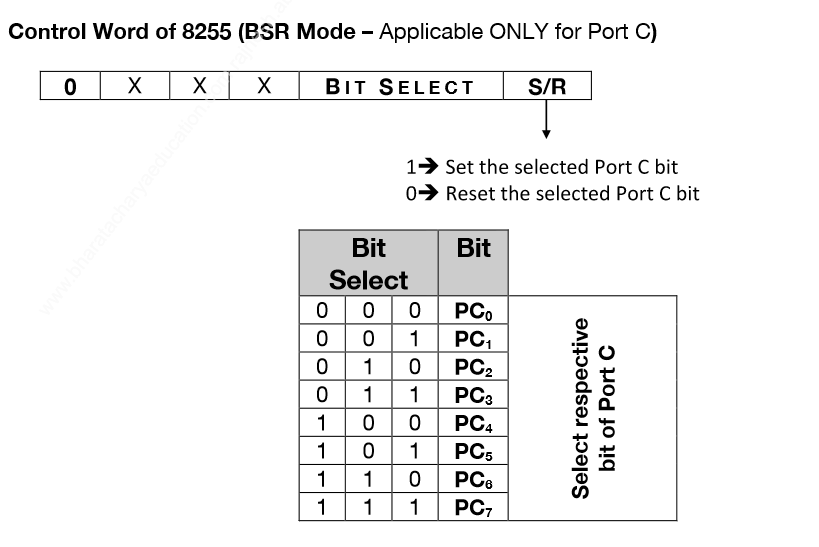 Control Word of 8255 (BSR Mode – Applicable ONLY for Port C)
0 X X X BIT SELECT S/R
1➔ Set the selected Port C bit
0➔ Reset the selected Port C bit
Bit Select Bit
0 0 0 PC₀
0 0 1 PC₁
0 1 0 PC₂
0 1 1 PC₃
1 0 0 PC₄
1 0 1 PC₅
1 1 0 PC₆
1 1 1 PC₇
Select respective
bit of Port C